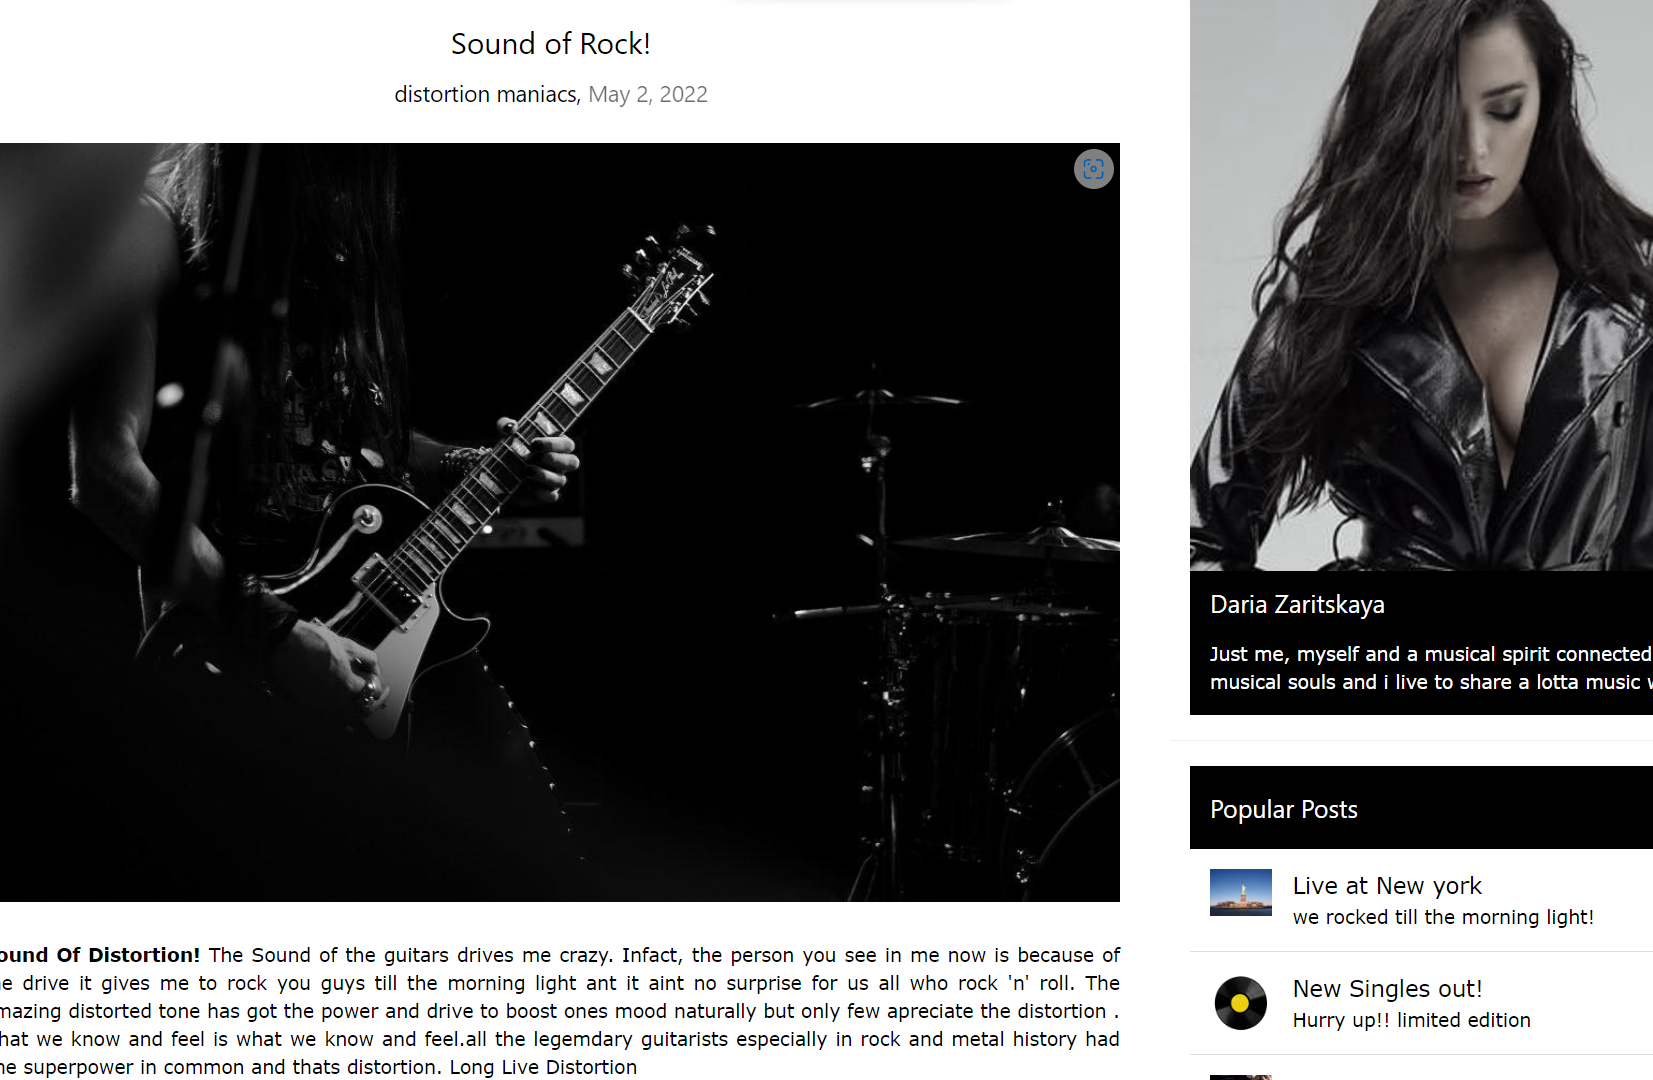 Sound of Rock!
distortion maniacs, May 2, 2022
ound Of Distortion! The Sound of the guitars drives me crazy. Infact, the person you see in me now is because of
e drive it gives me to rock you guys till the morning light ant it aint no surprise for us all who rock 'n' roll. The
mazing distorted tone has got the power and drive to boost ones mood naturally but only few apreciate the distortion .
hat we know and feel is what we know and feel.all the legemdary guitarists especially in rock and metal history had
ne superpower in common and thats distortion. Long Live Distortion
Daria Zaritskaya
Just me, myself and a musical spirit connected
musical souls and i live to share a lotta music w
Popular Posts
Live at New york
we rocked till the morning light!
New Singles out!
Hurry up!! limited edition